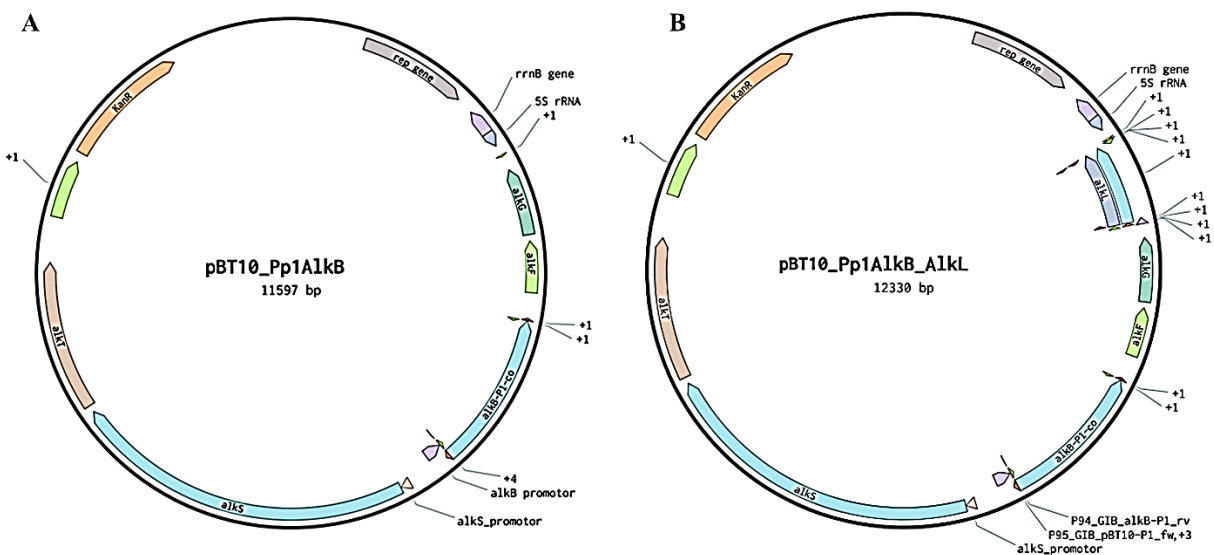 A
rep gene
rrnB gene
5S rRNA
+1
KanR
+1
alkG
alkF
pBT10_Pp1AlkB
11597 bp
+1
+1
alkT
alkB-P1-co
+4
alkB promotor
alkS
alkS_promotor
B
rep gene
rrnB gene
5S rRNA
+1
+1
+1
+1
KanR
+1
alkL
+1
+1
+1
+1
alkG
pBT10_Pp1AlkB_AlkL
12330 bp
alkF
alkT
+1
+1
alkB-P1-co
alkS
P94_GIB_alkB-P1_rv
P95_GIB_pBT10-P1_fw,+3
alkS_promotor